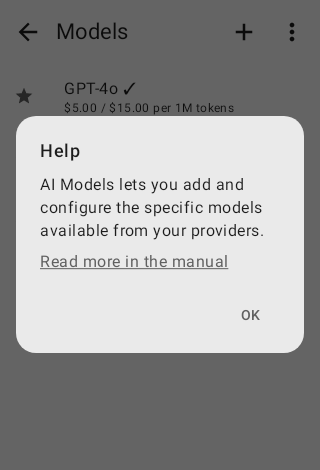 Models
GPT-4o ✓
$5.00 / $15.00 per 1M tokens
Help
AI Models lets you add and
configure the specific models
available from your providers.
Read more in the manual
OK